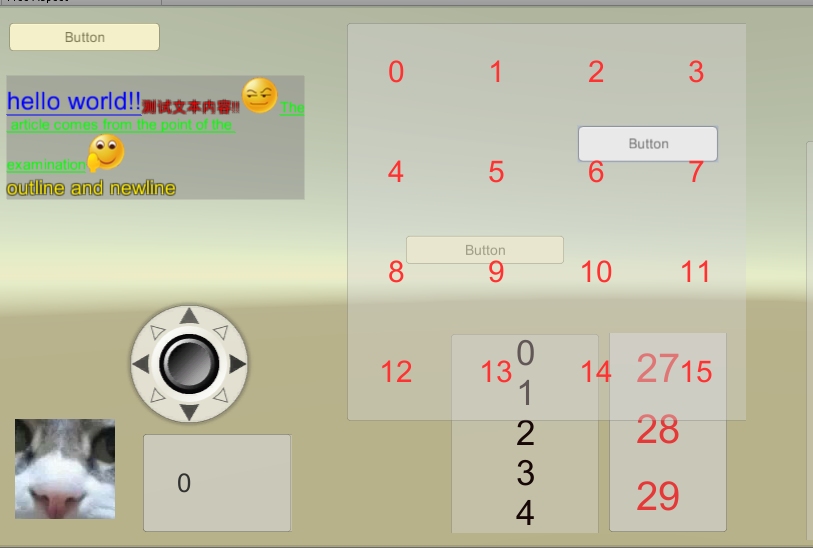 Button
hello world!!测试文本内容!! The
article comes from the point of the
examination
outline and newline
0 1 2 3
Button
4 5 6 7
Button
8 9 10 11
12 13 14 15
0
1
2
3
4
27
28
29
0